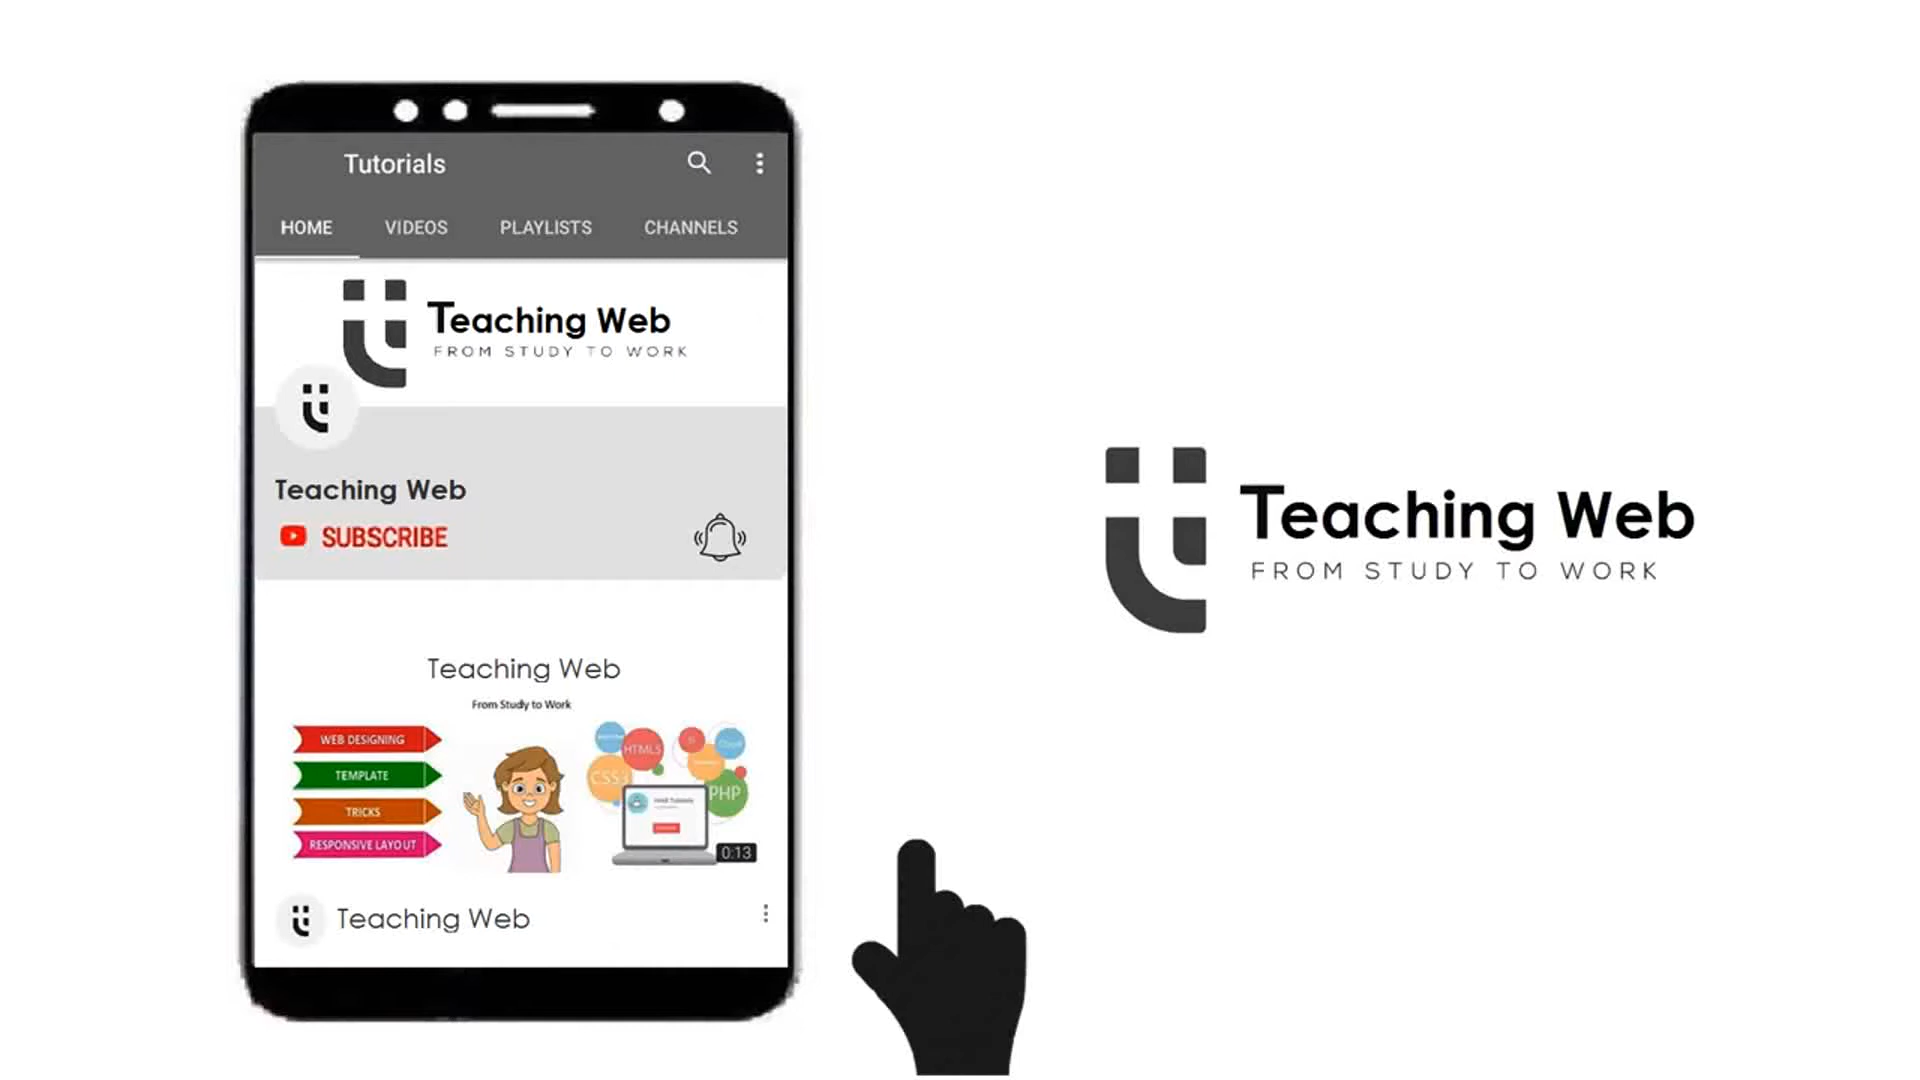 Tutorials
HOME VIDEOS PLAYLISTS CHANNELS
Teaching Web
FROM STUDY TO WORK
Teaching Web
SUBSCRIBE
Teaching Web
From Study to Work
WEB DESIGNING
TEMPLATE
TRICKS
RESPONSIVE LAYOUT
HTML5
CSS3
PHP
0:13
Teaching Web
Teaching Web
FROM STUDY TO WORK